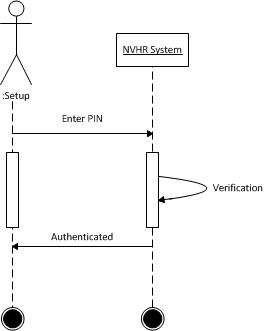 NVHR System
:Setup
Enter PIN
Verification
Authenticated